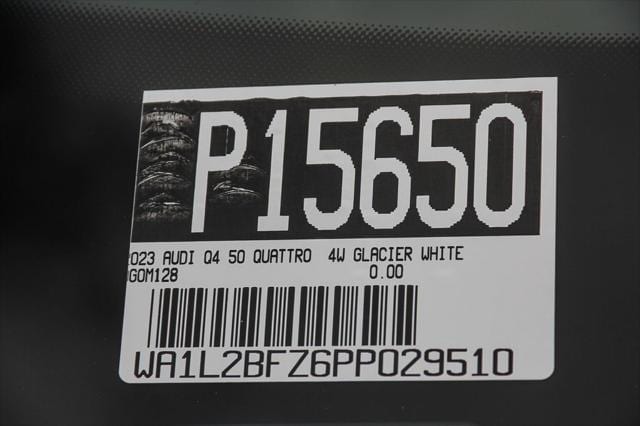 P15650
023 AUDI Q4 50 QUATTRO 4W GLACIER WHITE
GOM128 0.00
WA1L2BFZ6PP029510